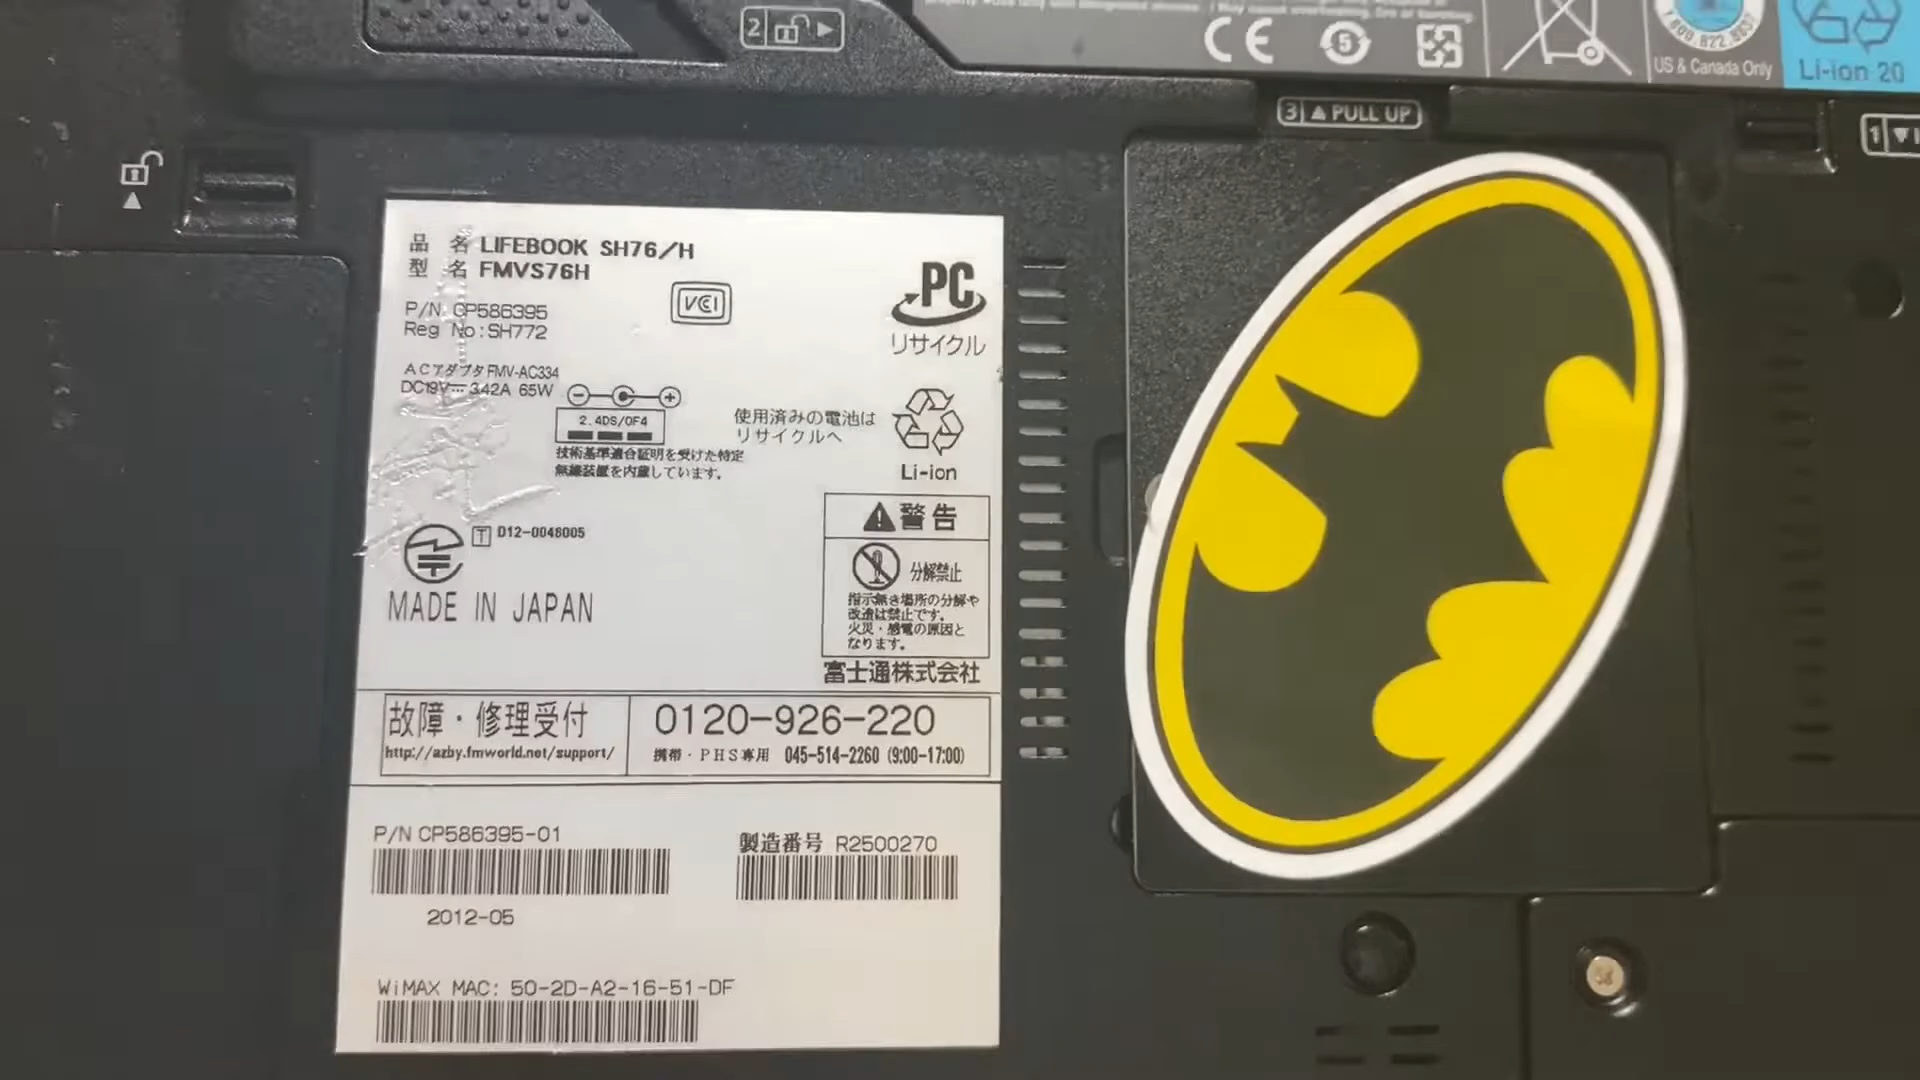 2
CE
5
1.800.822.8837
US & Canada Only
Li-ion 20
3 ▲ PULL UP
1
品 名 LIFEBOOK SH76/H
型 名 FMVS76H
P/N CP586395
Reg No:SH772
VCI
PC
リサイクル
ACアダプタ FMV-AC334
DC19V 3.42A 65W
2.4DS/OF4
技術基準適合証明を受けた特定
無線装置を内蔵しています。
使用済みの電池は
リサイクルへ
Li-ion
警告
分解禁止
指示無き場所の分解や
改造は禁止です。
火災・感電の原因と
なります。
T D12-0048005
MADE IN JAPAN
富士通株式会社
故障・修理受付
http://azby.fmworld.net/support/
0120-926-220
携帯・PHS専用 045-514-2260 (9:00-17:00)
P/N CP586395-01
製造番号 R2500270
2012-05
WiMAX MAC: 50-2D-A2-16-51-DF